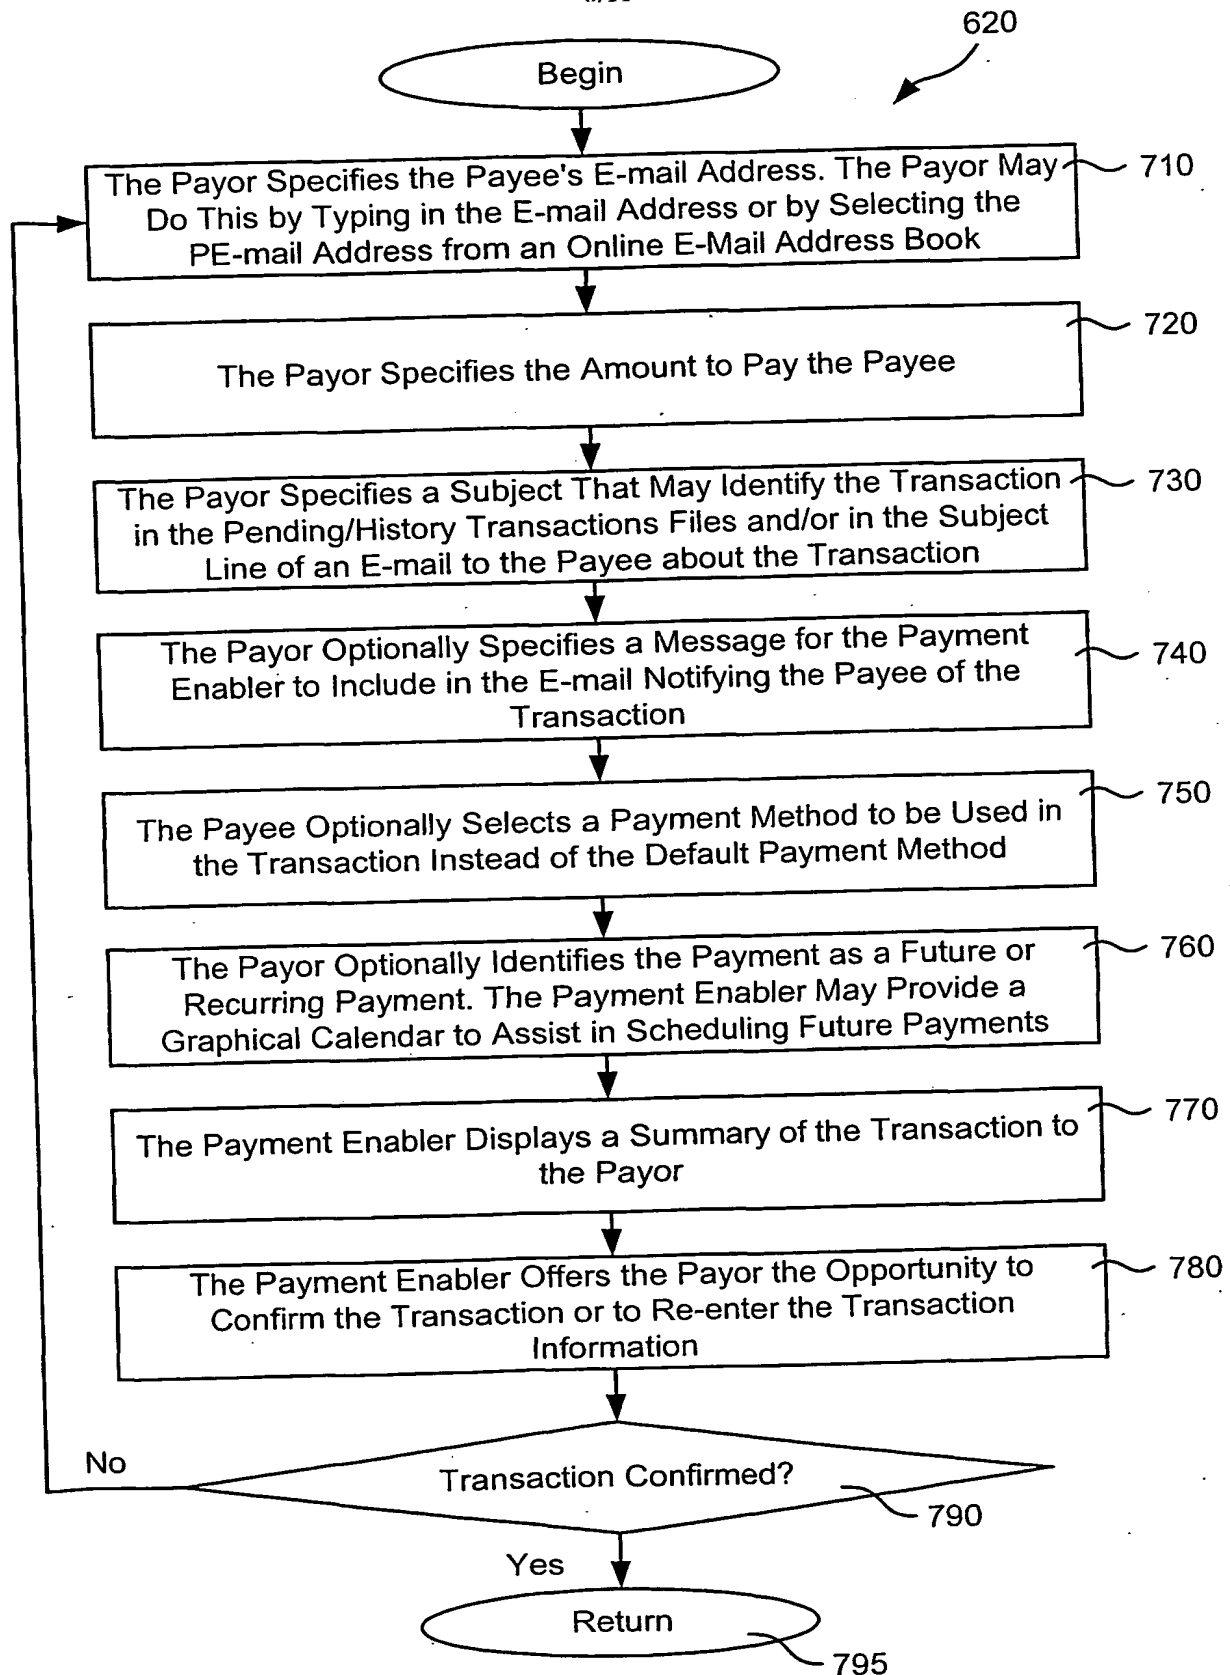 620
Begin
The Payor Specifies the Payee's E-mail Address. The Payor May
Do This by Typing in the E-mail Address or by Selecting the
PE-mail Address from an Online E-Mail Address Book
710
The Payor Specifies the Amount to Pay the Payee
720
The Payor Specifies a Subject That May Identify the Transaction
in the Pending/History Transactions Files and/or in the Subject
Line of an E-mail to the Payee about the Transaction
730
The Payor Optionally Specifies a Message for the Payment
Enabler to Include in the E-mail Notifying the Payee of the
Transaction
740
The Payee Optionally Selects a Payment Method to be Used in
the Transaction Instead of the Default Payment Method
750
The Payor Optionally Identifies the Payment as a Future or
Recurring Payment. The Payment Enabler May Provide a
Graphical Calendar to Assist in Scheduling Future Payments
760
The Payment Enabler Displays a Summary of the Transaction to
the Payor
770
The Payment Enabler Offers the Payor the Opportunity to
Confirm the Transaction or to Re-enter the Transaction
Information
780
No
Transaction Confirmed?
790
Yes
Return
795